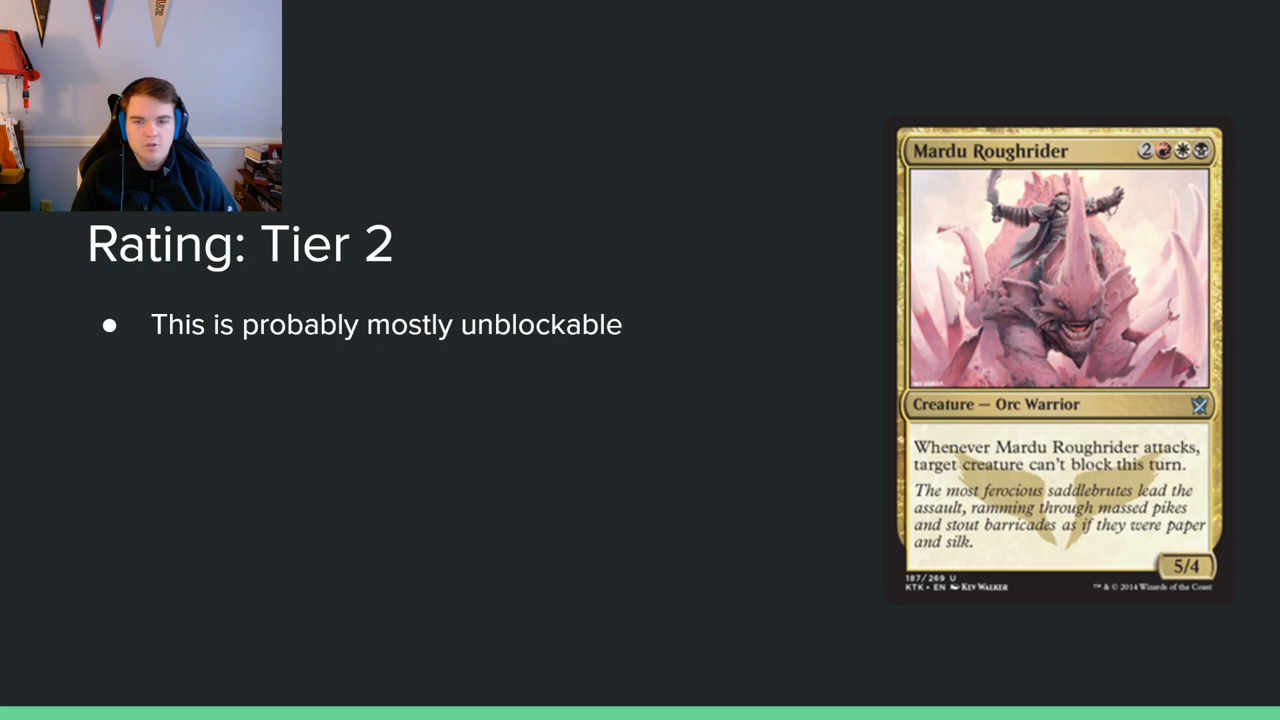 Rating: Tier 2
● This is probably mostly unblockable
Mardu Roughrider 2
Creature — Orc Warrior
Whenever Mardu Roughrider attacks,
target creature can't block this turn.
The most ferocious saddlebrutes lead the
assault, ramming through massed pikes
and stout barricades as if they were paper
and silk.
5/4
187/269 U
KTK • EN Kev Walker
™ & © 2014 Wizards of the Coast